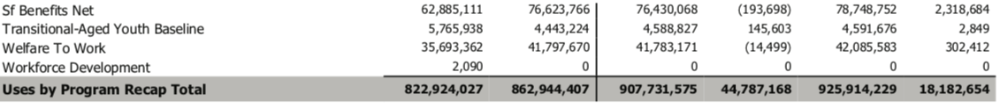 Sf Benefits Net 62,885,111 76,623,766 76,430,068 (193,698) 78,748,752 2,318,684
Transitional-Aged Youth Baseline 5,765,938 4,443,224 4,588,827 145,603 4,591,676 2,849
Welfare To Work 35,693,362 41,797,670 41,783,171 (14,499) 42,085,583 302,412
Workforce Development 2,090 0 0 0 0 0
Uses by Program Recap Total 822,924,027 862,944,407 907,731,575 44,787,168 925,914,229 18,182,654